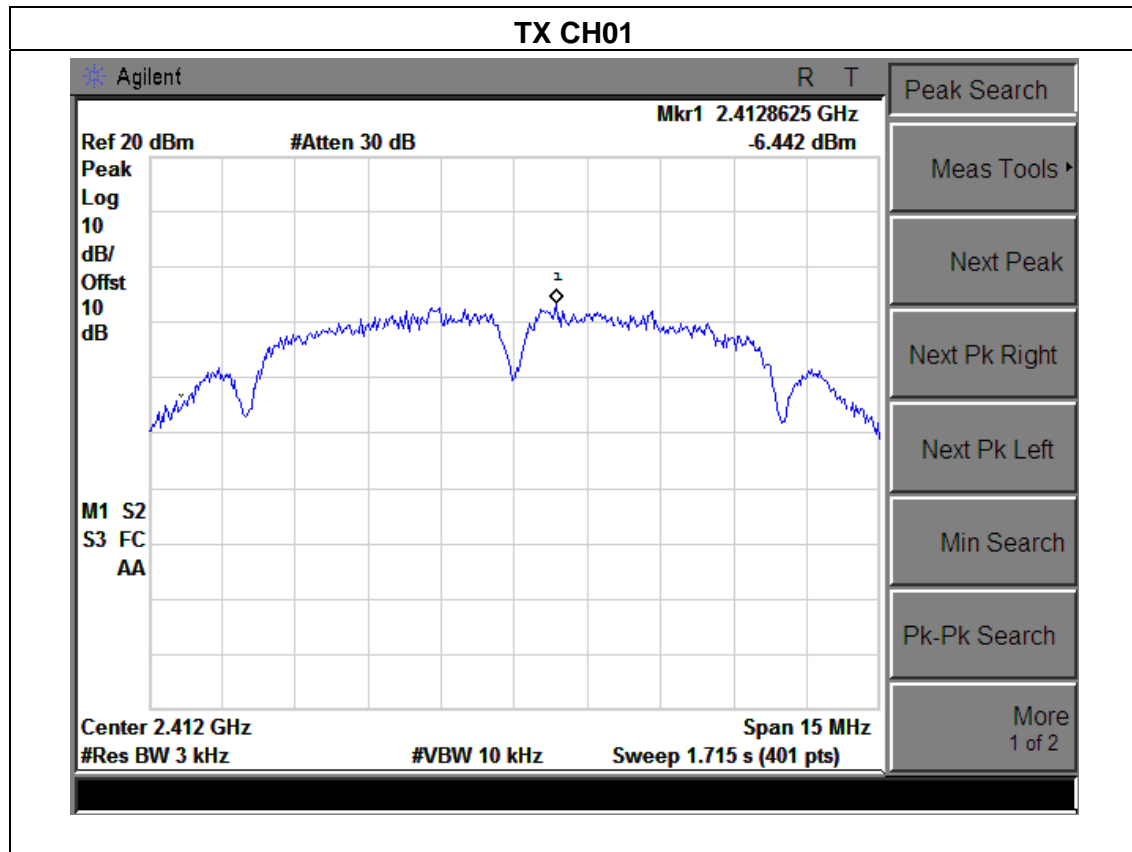 TX CH01
Agilent R T
Mkr1 2.4128625 GHz
Ref 20 dBm #Atten 30 dB -6.442 dBm
Peak
Log
10
dB/
Offst
10
dB
1
M1 S2
S3 FC
AA
Center 2.412 GHz Span 15 MHz
#Res BW 3 kHz #VBW 10 kHz Sweep 1.715 s (401 pts)
Peak Search
Meas Tools
Next Peak
Next Pk Right
Next Pk Left
Min Search
Pk-Pk Search
More
1 of 2